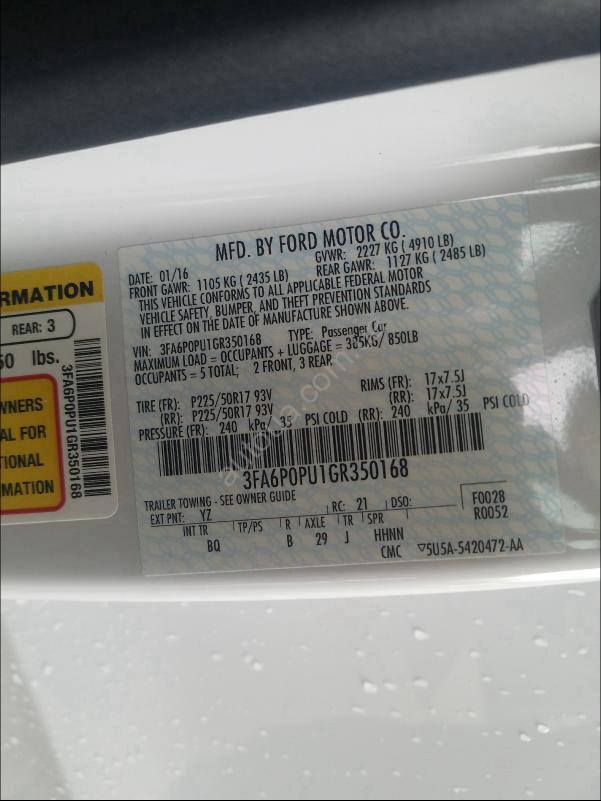 MFD. BY FORD MOTOR CO.
DATE: 01/16 GVWR: 2227 KG ( 4910 LB)
FRONT GAWR: 1105 KG ( 2435 LB) REAR GAWR: 1127 KG ( 2485 LB)
THIS VEHICLE CONFORMS TO ALL APPLICABLE FEDERAL MOTOR
VEHICLE SAFETY, BUMPER, AND THEFT PREVENTION STANDARDS
IN EFFECT ON THE DATE OF MANUFACTURE SHOWN ABOVE.
VIN: 3FA6P0PU1GR350168 TYPE: Passenger Car
MAXIMUM LOAD = OCCUPANTS + LUGGAGE = 385KG/ 850LB
OCCUPANTS = 5 TOTAL; 2 FRONT, 3 REAR
TIRE (FR): P225/50R17 93V RIMS (FR): 17x7.5J
(RR): P225/50R17 93V (RR): 17x7.5J
PRESSURE (FR): 240 kPa/ 35 PSI COLD (RR): 240 kPa/ 35 PSI COLD
3FA6P0PU1GR350168
TRAILER TOWING - SEE OWNER GUIDE
EXT PNT: YZ RC: 21 DSO: F0028
R0052
INT TR TP/PS R AXLE TR SPR
BQ B 29 J HHNN
CMC ▽5U5A-5420472-AA
RMATION
REAR: 3
50 lbs.
3FA6P0PU1GR350168
WNERS
AL FOR
TIONAL
MATION